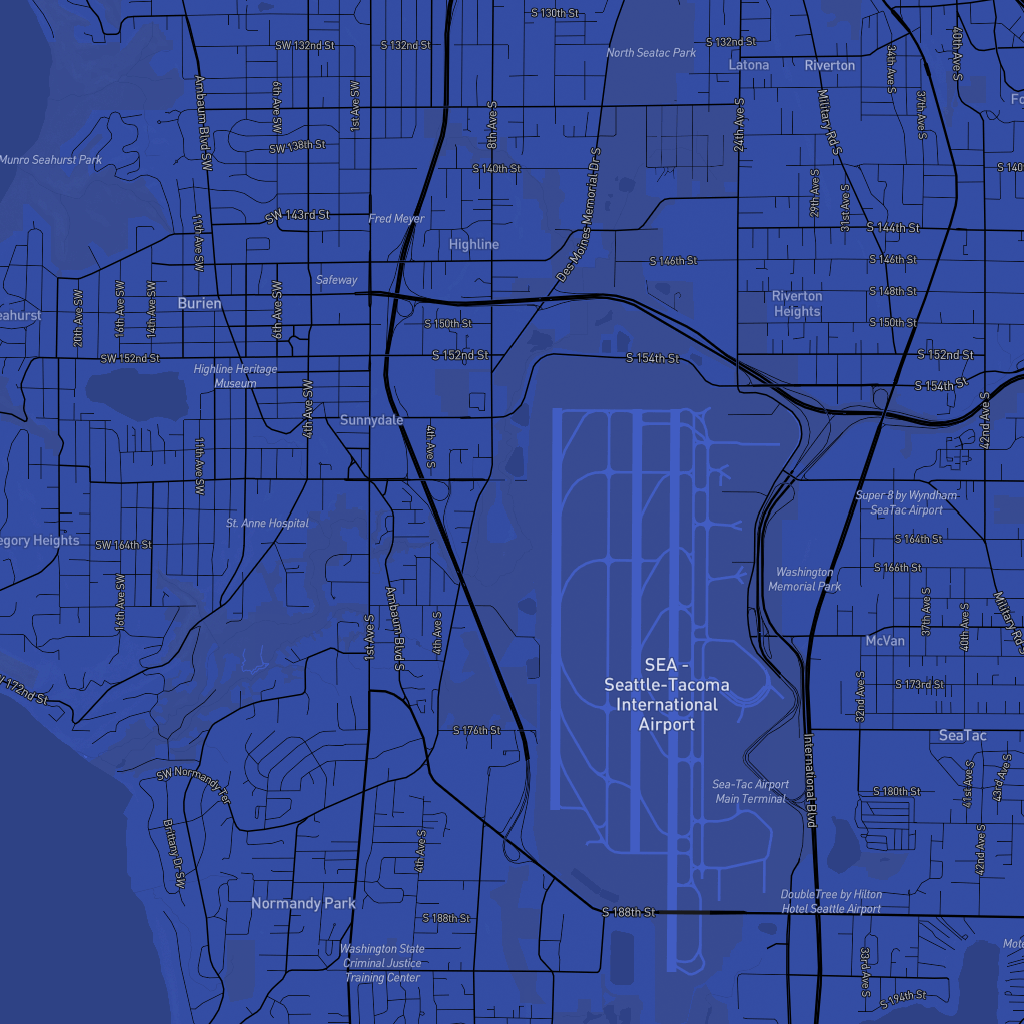 S 130th St
SW 132nd St
S 132nd St
North Seatac Park
S 132nd St
Latona
Riverton
34th Ave S
40th Ave S
Ambaum Blvd SW
6th Ave SW
1st Ave SW
8th Ave S
24th Ave S
Military Rd S
37th Ave S
Fo
SW 138th St
Munro Seahurst Park
S 140th St
S 140
Des Moines Memorial Dr S
29th Ave S
31st Ave S
SW 143rd St
Fred Meyer
11th Ave SW
Highline
S 144th St
S 146th St
S 146th St
Safeway
20th Ave SW
16th Ave SW
14th Ave SW
Burien
6th Ave SW
S 148th St
Riverton
Heights
eahurst
S 150th St
S 150th St
SW 152nd St
S 152nd St
S 154th St
S 152nd St
Highline Heritage
Museum
S 154th St
4th Ave SW
Sunnydale
4th Ave S
42nd Ave S
11th Ave SW
Super 8 by Wyndham
SeaTac Airport
St. Anne Hospital
egory Heights
SW 164th St
S 164th St
S 166th St
Washington
Memorial Park
16th Ave SW
37th Ave S
40th Ave S
Military Rd S
1st Ave S
Ambaum Blvd S
4th Ave S
McVan
SEA -
Seattle-Tacoma
International
Airport
S 173rd St
32nd Ave S
W 172nd St
S 176th St
SeaTac
International Blvd
SW Normandy Ter
Sea-Tac Airport
Main Terminal
S 180th St
41st Ave S
43rd Ave S
Brittany Dr SW
4th Ave S
42nd Ave S
DoubleTree by Hilton
Hotel Seattle Airport
Normandy Park
S 188th St
S 188th St
Washington State
Criminal Justice
Training Center
Mote
33rd Ave S
S 194th St